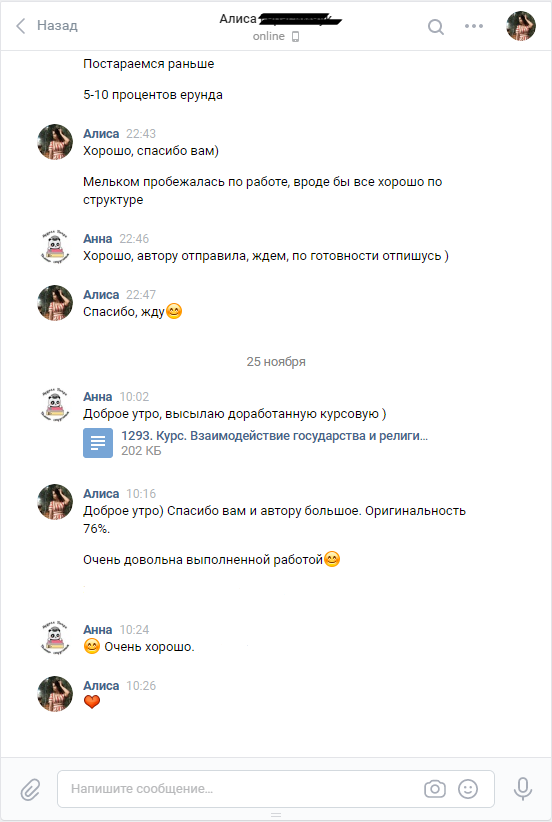 Назад
Алиса
online
Постараемся раньше
5-10 процентов ерунда
Алиса 22:43
Хорошо, спасибо вам)
Мельком пробежалась по работе, вроде бы все хорошо по
структуре
Анна 22:46
Хорошо, автору отправила, ждем, по готовности отпишусь )
Алиса 22:47
Спасибо, жду😊
25 ноября
Анна 10:02
Доброе утро, высылаю доработанную курсовую )
1293. Курс. Взаимодействие государства и религи...
202 КБ
Алиса 10:16
Доброе утро) Спасибо вам и автору большое. Оригинальность
76%.
Очень довольна выполненной работой😊
Анна 10:24
😊 Очень хорошо.
Алиса 10:26
❤
Напишите сообщение...